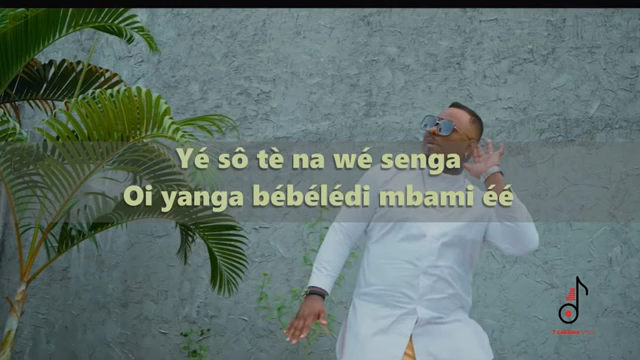 Yé sô tè na wé senga
Oi yanga bébélédi mbami éé